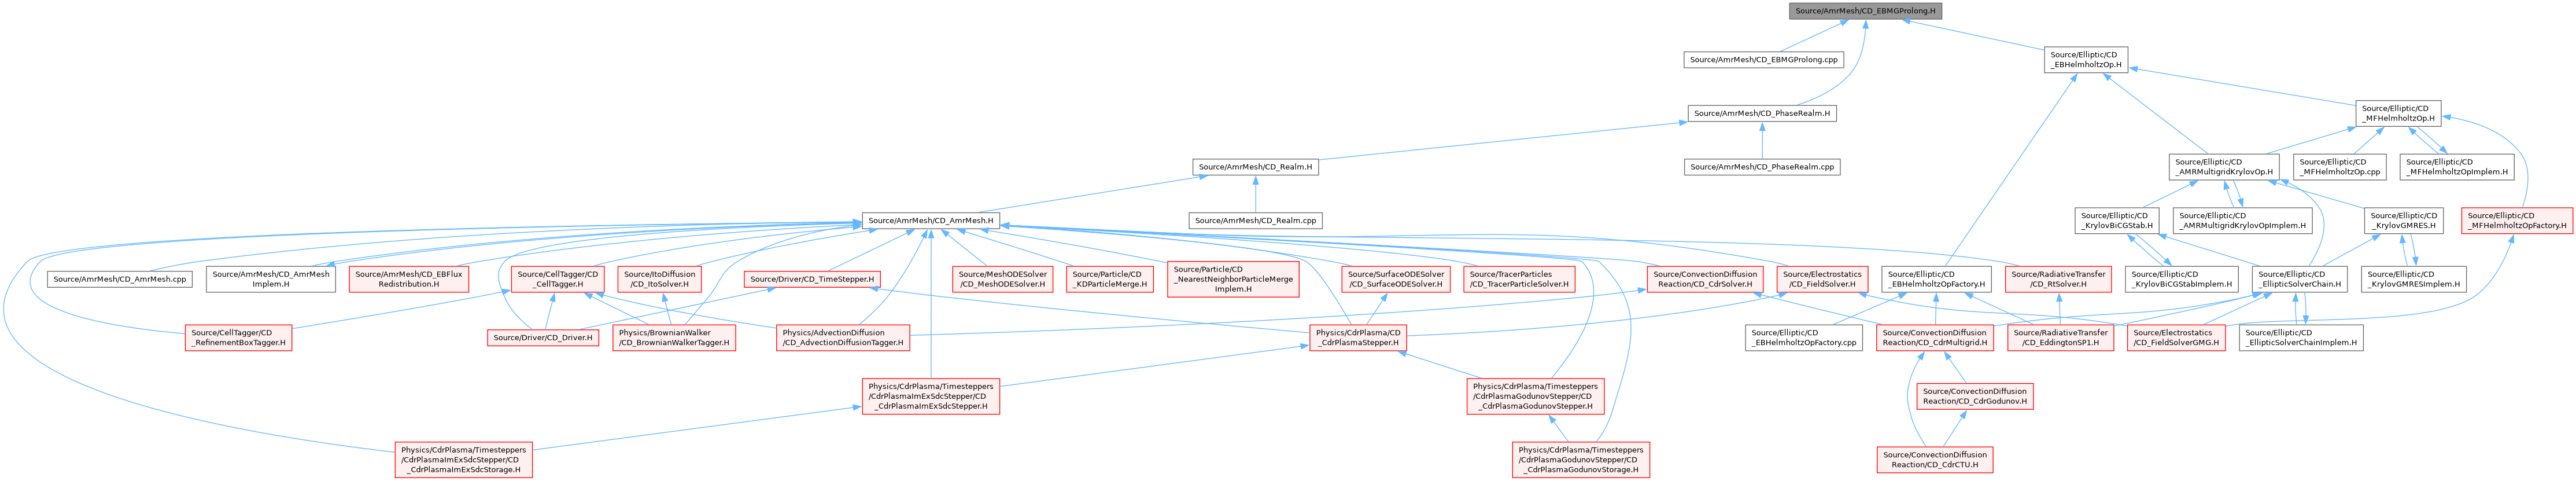 Source/AmrMesh/CD_EBMGProlong.H
Source/AmrMesh/CD_EBMGProlong.cpp
Source/Elliptic/CD
_EBHelmholtzOp.H
Source/AmrMesh/CD_PhaseRealm.H
Source/Elliptic/CD
_MFHelmholtzOp.H
Source/AmrMesh/CD_Realm.H
Source/AmrMesh/CD_PhaseRealm.cpp
Source/Elliptic/CD
_AMRMultigridKrylovOp.H
Source/Elliptic/CD
_MFHelmholtzOp.cpp
Source/Elliptic/CD
_MFHelmholtzOpImplem.H
Source/AmrMesh/CD_AmrMesh.H
Source/AmrMesh/CD_Realm.cpp
Source/Elliptic/CD
_KrylovBiCGStab.H
Source/Elliptic/CD
_AMRMultigridKrylovOpImplem.H
Source/Elliptic/CD
_KrylovGMRES.H
Source/Elliptic/CD
_MFHelmholtzOpFactory.H
Source/AmrMesh/CD_AmrMesh.cpp
Source/AmrMesh/CD_AmrMesh
Implem.H
Source/AmrMesh/CD_EBFlux
Redistribution.H
Source/CellTagger/CD
_CellTagger.H
Source/ItoDiffusion
/CD_ItoSolver.H
Source/Driver/CD_TimeStepper.H
Source/MeshODESolver
/CD_MeshODESolver.H
Source/Particle/CD
_KDParticleMerge.H
Source/Particle/CD
_NearestNeighborParticleMerge
Implem.H
Source/SurfaceODESolver
/CD_SurfaceODESolver.H
Source/TracerParticles
/CD_TracerParticleSolver.H
Source/ConvectionDiffusion
Reaction/CD_CdrSolver.H
Source/Electrostatics
/CD_FieldSolver.H
Source/Elliptic/CD
_EBHelmholtzOpFactory.H
Source/RadiativeTransfer
/CD_RtSolver.H
Source/Elliptic/CD
_KrylovBiCGStabImplem.H
Source/Elliptic/CD
_EllipticSolverChain.H
Source/Elliptic/CD
_KrylovGMRESImplem.H
Source/CellTagger/CD
_RefinementBoxTagger.H
Source/Driver/CD_Driver.H
Physics/BrownianWalker
/CD_BrownianWalkerTagger.H
Physics/AdvectionDiffusion
/CD_AdvectionDiffusionTagger.H
Physics/CdrPlasma/CD
_CdrPlasmaStepper.H
Source/Elliptic/CD
_EBHelmholtzOpFactory.cpp
Source/ConvectionDiffusion
Reaction/CD_CdrMultigrid.H
Source/RadiativeTransfer
/CD_EddingtonSP1.H
Source/Electrostatics
/CD_FieldSolverGMG.H
Source/Elliptic/CD
_EllipticSolverChainImplem.H
Physics/CdrPlasma/Timesteppers
/CdrPlasmaImExSdcStepper/CD
_CdrPlasmaImExSdcStepper.H
Physics/CdrPlasma/Timesteppers
/CdrPlasmaGodunovStepper/CD
_CdrPlasmaGodunovStepper.H
Source/ConvectionDiffusion
Reaction/CD_CdrGodunov.H
Physics/CdrPlasma/Timesteppers
/CdrPlasmaImExSdcStepper/CD
_CdrPlasmaImExSdcStorage.H
Physics/CdrPlasma/Timesteppers
/CdrPlasmaGodunovStepper/CD
_CdrPlasmaGodunovStorage.H
Source/ConvectionDiffusion
Reaction/CD_CdrCTU.H